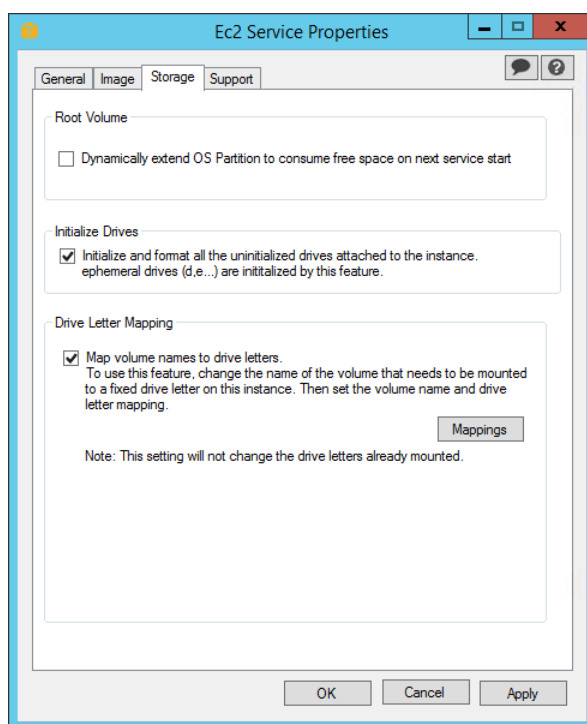 Ec2 Service Properties
General Image Storage Support
Root Volume
Dynamically extend OS Partition to consume free space on next service start
Initialize Drives
Initialize and format all the uninitialized drives attached to the instance.
ephemeral drives (d,e...) are inititalized by this feature.
Drive Letter Mapping
Map volume names to drive letters.
To use this feature, change the name of the volume that needs to be mounted
to a fixed drive letter on this instance. Then set the volume name and drive
letter mapping.
Mappings
Note: This setting will not change the drive letters already mounted.
OK Cancel Apply